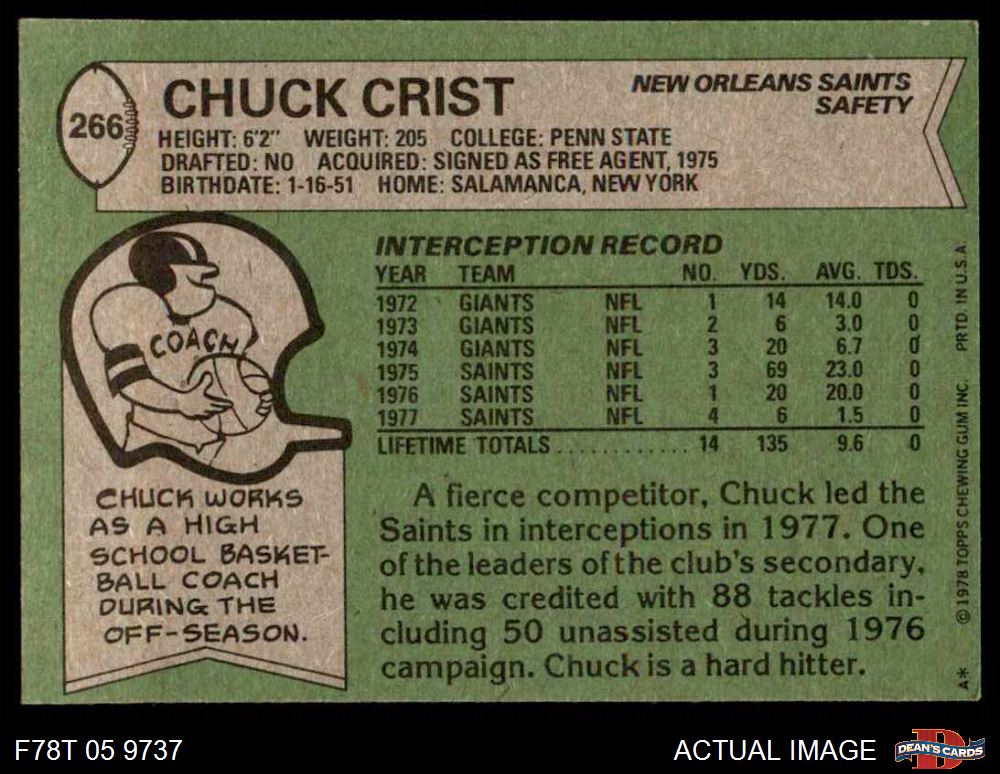 266
CHUCK CRIST
NEW ORLEANS SAINTS
SAFETY
HEIGHT: 6'2" WEIGHT: 205 COLLEGE: PENN STATE
DRAFTED: NO ACQUIRED: SIGNED AS FREE AGENT, 1975
BIRTHDATE: 1-16-51 HOME: SALAMANCA, NEW YORK
COACH
CHUCK WORKS
AS A HIGH
SCHOOL BASKET-
BALL COACH
DURING THE
OFF-SEASON.
INTERCEPTION RECORD
YEAR TEAM NO. YDS. AVG. TDS.
1972 GIANTS NFL 1 14 14.0 0
1973 GIANTS NFL 2 6 3.0 0
1974 GIANTS NFL 3 20 6.7 0
1975 SAINTS NFL 3 69 23.0 0
1976 SAINTS NFL 1 20 20.0 0
1977 SAINTS NFL 4 6 1.5 0
LIFETIME TOTALS . . . . . . . . . . . . 14 135 9.6 0
A fierce competitor, Chuck led the
Saints in interceptions in 1977. One
of the leaders of the club's secondary,
he was credited with 88 tackles in-
cluding 50 unassisted during 1976
campaign. Chuck is a hard hitter.
A* © 1978 TOPPS CHEWING GUM INC. PRTD. IN U.S.A.
F78T 05 9737
ACTUAL IMAGE
D
DEAN'S CARDS